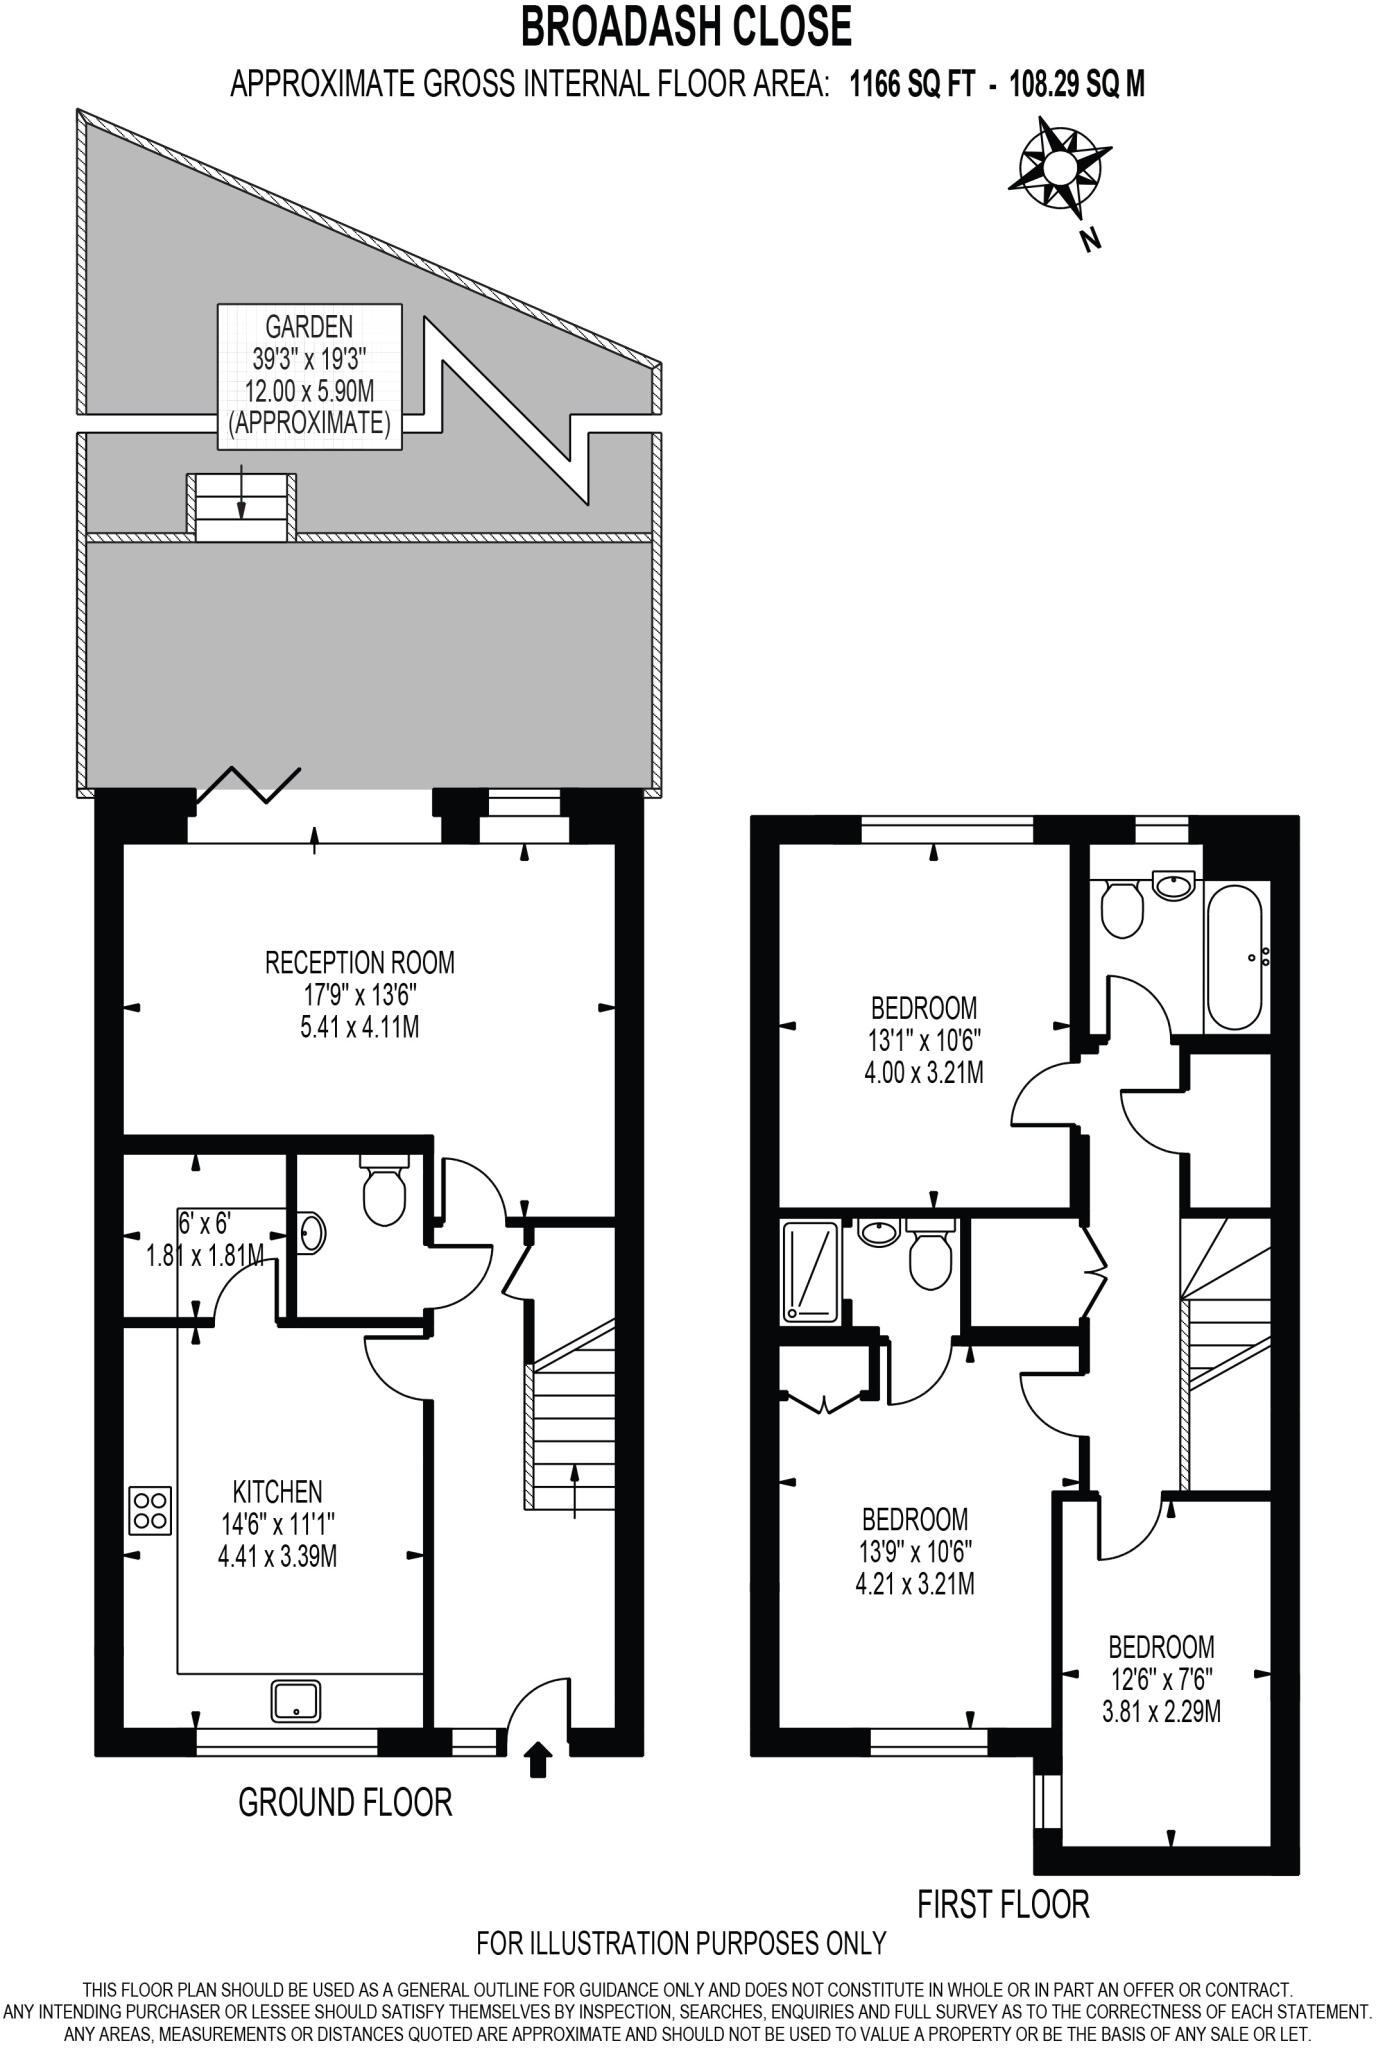 BROADASH CLOSE
APPROXIMATE GROSS INTERNAL FLOOR AREA: 1166 SQ FT - 108.29 SQ M
N
GARDEN
39'3" x 19'3"
12.00 x 5.90M
(APPROXIMATE)
RECEPTION ROOM
17'9" x 13'6"
5.41 x 4.11M
6' x 6'
1.81 x 1.81M
KITCHEN
14'6" x 11'1"
4.41 x 3.39M
GROUND FLOOR
BEDROOM
13'1" x 10'6"
4.00 x 3.21M
BEDROOM
13'9" x 10'6"
4.21 x 3.21M
BEDROOM
12'6" x 7'6"
3.81 x 2.29M
FIRST FLOOR
FOR ILLUSTRATION PURPOSES ONLY
THIS FLOOR PLAN SHOULD BE USED AS A GENERAL OUTLINE FOR GUIDANCE ONLY AND DOES NOT CONSTITUTE IN WHOLE OR IN PART AN OFFER OR CONTRACT.
ANY INTENDING PURCHASER OR LESSEE SHOULD SATISFY THEMSELVES BY INSPECTION, SEARCHES, ENQUIRIES AND FULL SURVEY AS TO THE CORRECTNESS OF EACH STATEMENT.
ANY AREAS, MEASUREMENTS OR DISTANCES QUOTED ARE APPROXIMATE AND SHOULD NOT BE USED TO VALUE A PROPERTY OR BE THE BASIS OF ANY SALE OR LET.